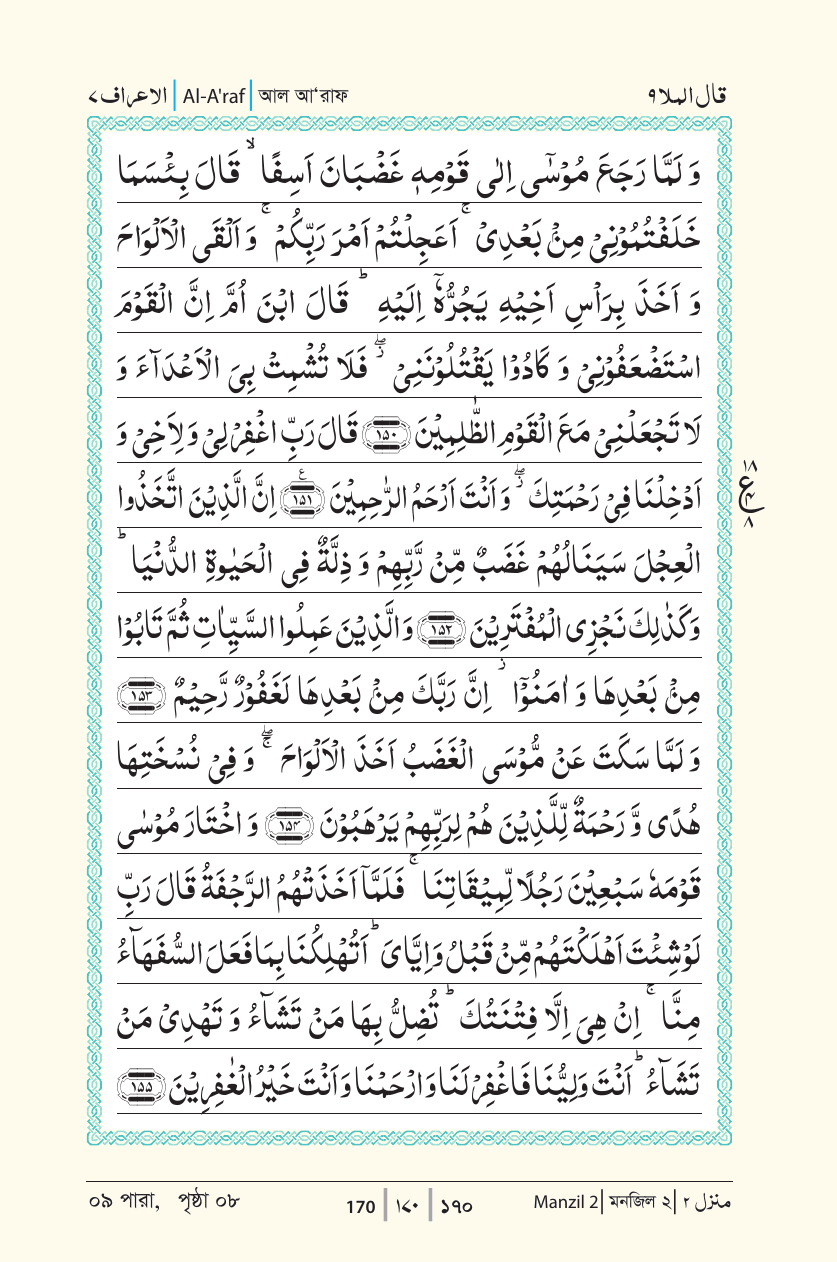 الاعراف ٧ | Al-A'raf | আল আ'রাফ قال الملا ٩
وَ لَمَّا رَجَعَ مُوْسٰۤى اِلٰى قَوْمِهٖ غَضْبَانَ اَسِفًا ۙ قَالَ بِئْسَمَا
خَلَفْتُمُوْنِیْ مِنْۢ بَعْدِیْ ۚ اَعَجِلْتُمْ اَمْرَ رَبِّكُمْ ۚ وَ اَلْقَی الْاَلْوَاحَ
وَ اَخَذَ بِرَاْسِ اَخِیْهِ یَجُرُّهٗۤ اِلَیْهِ ؕ قَالَ ابْنَ اُمَّ اِنَّ الْقَوْمَ
اسْتَضْعَفُوْنِیْ وَ كَادُوْا یَقْتُلُوْنَنِیْ ۖ٘ فَلَا تُشْمِتْ بِیَ الْاَعْدَآءَ وَ
لَا تَجْعَلْنِیْ مَعَ الْقَوْمِ الظّٰلِمِیْنَ ۱۵۰ قَالَ رَبِّ اغْفِرْ لِیْ وَ لِاَخِیْ وَ
اَدْخِلْنَا فِیْ رَحْمَتِكَ ۖ٘ وَ اَنْتَ اَرْحَمُ الرّٰحِمِیْنَ ۱۵۱ ع اِنَّ الَّذِیْنَ اتَّخَذُوا
۱۸
ع
۸
الْعِجْلَ سَیَنَالُهُمْ غَضَبٌ مِّنْ رَّبِّهِمْ وَ ذِلَّةٌ فِی الْحَیٰوةِ الدُّنْیَا ؕ
وَ كَذٰلِكَ نَجْزِی الْمُفْتَرِیْنَ ۱۵۲ وَ الَّذِیْنَ عَمِلُوا السَّیِّاٰتِ ثُمَّ تَابُوْا
مِنْۢ بَعْدِهَا وَ اٰمَنُوْۤا ؗ اِنَّ رَبَّكَ مِنْۢ بَعْدِهَا لَغَفُوْرٌ رَّحِیْمٌ ۱۵۳
وَ لَمَّا سَكَتَ عَنْ مُّوْسَی الْغَضَبُ اَخَذَ الْاَلْوَاحَ ۖۚ وَ فِیْ نُسْخَتِهَا
هُدًی وَّ رَحْمَةٌ لِّلَّذِیْنَ هُمْ لِرَبِّهِمْ یَرْهَبُوْنَ ۱۵۴ وَ اخْتَارَ مُوْسٰی
قَوْمَهٗ سَبْعِیْنَ رَجُلًا لِّمِیْقَاتِنَا ۚ فَلَمَّاۤ اَخَذَتْهُمُ الرَّجْفَةُ قَالَ رَبِّ
لَوْ شِئْتَ اَهْلَكْتَهُمْ مِّنْ قَبْلُ وَ اِیَّایَ ؕ اَتُهْلِكُنَا بِمَا فَعَلَ السُّفَهَآءُ
مِنَّا ۚ اِنْ هِیَ اِلَّا فِتْنَتُكَ ؕ تُضِلُّ بِهَا مَنْ تَشَآءُ وَ تَهْدِیْ مَنْ
تَشَآءُ ؕ اَنْتَ وَلِیُّنَا فَاغْفِرْ لَنَا وَ ارْحَمْنَا وَ اَنْتَ خَیْرُ الْغٰفِرِیْنَ ۱۵۵
০৯ পারা, পৃষ্ঠা ০৮ 170 | ۱۷۰ | ১৭০ Manzil 2 | মনজিল ২ | منزل ۲